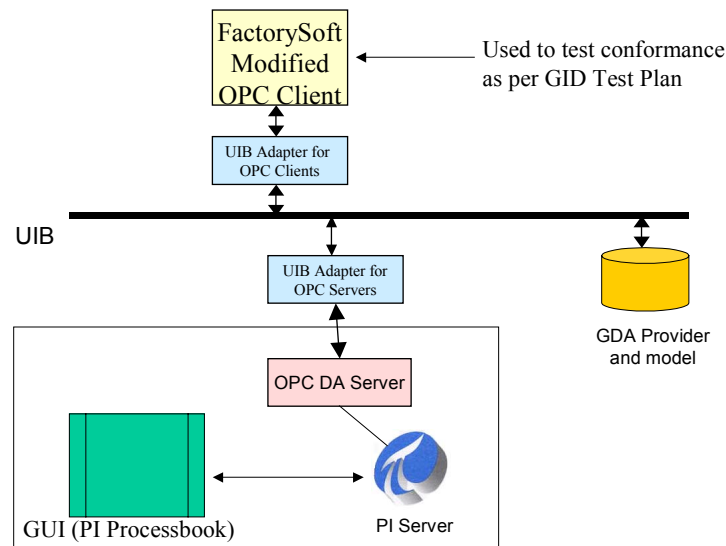 FactorySoft
Modified
OPC Client
Used to test conformance
as per GID Test Plan
UIB Adapter for
OPC Clients
UIB
UIB Adapter for
OPC Servers
GDA Provider
and model
OPC DA Server
GUI (PI Processbook)
PI Server